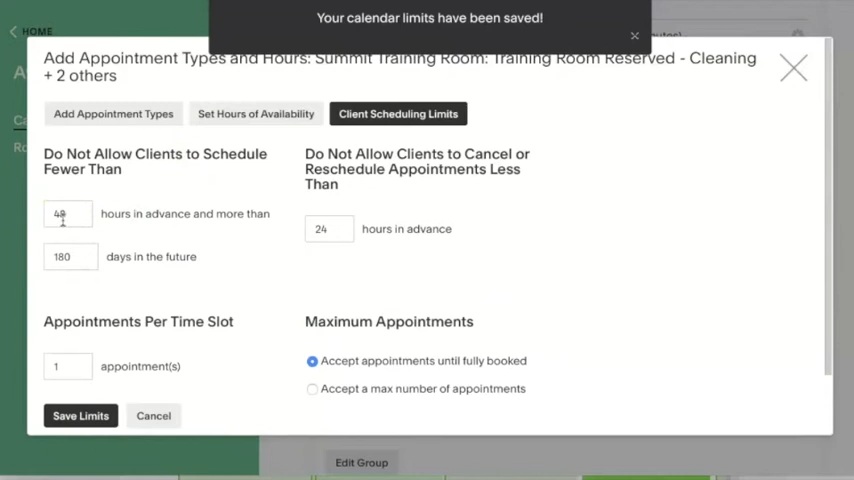 Your calendar limits have been saved!
HOME
Add Appointment Types and Hours: Summit Training Room: Training Room Reserved - Cleaning
+ 2 others
Add Appointment Types
Set Hours of Availability
Client Scheduling Limits
Do Not Allow Clients to Schedule
Fewer Than
hours in advance and more than
180
days in the future
Do Not Allow Clients to Cancel or
Reschedule Appointments Less
Than
24
hours in advance
Appointments Per Time Slot
1
appointment(s)
Maximum Appointments
Accept appointments until fully booked
Accept a max number of appointments
Save Limits
Cancel
Edit Group